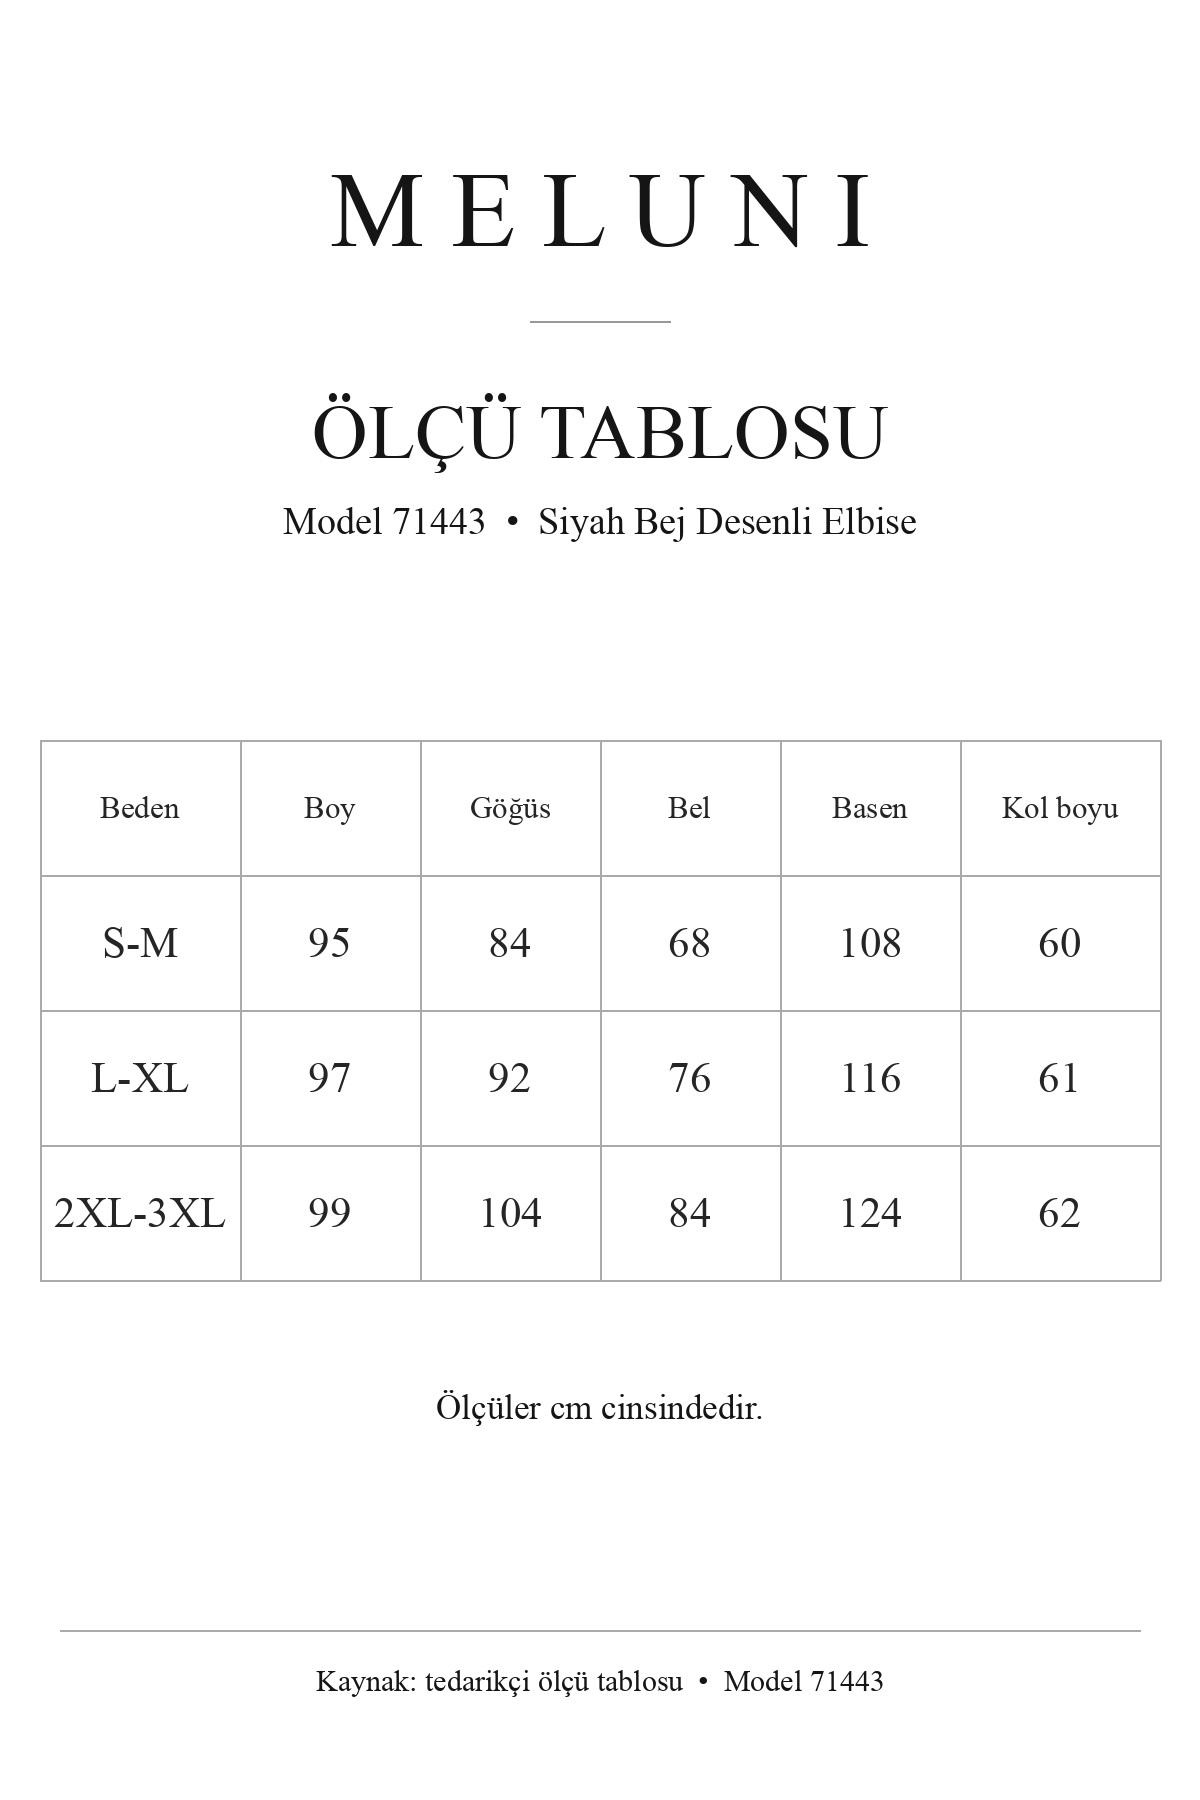 MELUNI
ÖLÇÜ TABLOSU
Model 71443 • Siyah Bej Desenli Elbise
Beden Boy Göğüs Bel Basen Kol boyu
S-M 95 84 68 108 60
L-XL 97 92 76 116 61
2XL-3XL 99 104 84 124 62
Ölçüler cm cinsindedir.
Kaynak: tedarikçi ölçü tablosu • Model 71443